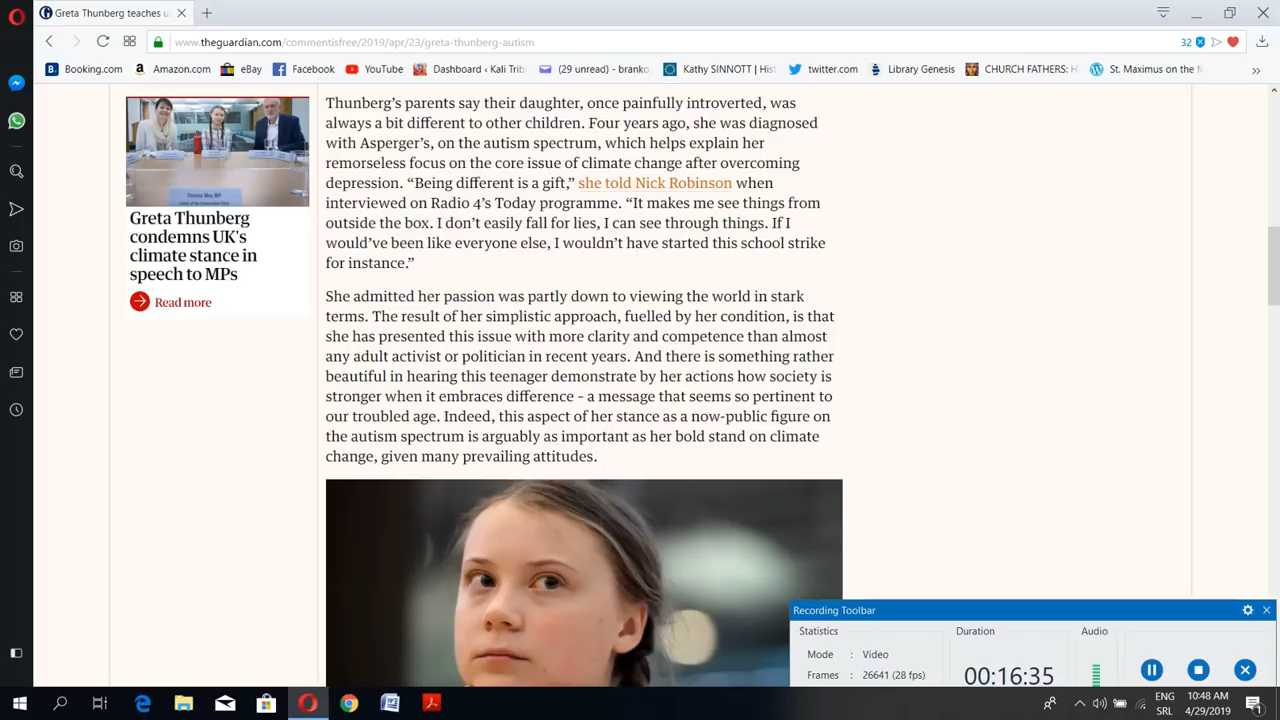 Greta Thunberg teaches u
www.theguardian.com/commentisfree/2019/apr/23/greta-thunberg-autism
32
Booking.com
Amazon.com
eBay
Facebook
YouTube
Dashboard ‹ Kali Trib
(29 unread) - branko
Kathy SINNOTT | Hist
twitter.com
Library Genesis
CHURCH FATHERS: H
St. Maximus on the fi
Greta Thunberg
condemns UK's
climate stance in
speech to MPs
Read more
Thunberg’s parents say their daughter, once painfully introverted, was
always a bit different to other children. Four years ago, she was diagnosed
with Asperger’s, on the autism spectrum, which helps explain her
remorseless focus on the core issue of climate change after overcoming
depression. “Being different is a gift,” she told Nick Robinson when
interviewed on Radio 4’s Today programme. “It makes me see things from
outside the box. I don’t easily fall for lies, I can see through things. If I
would’ve been like everyone else, I wouldn’t have started this school strike
for instance.”
She admitted her passion was partly down to viewing the world in stark
terms. The result of her simplistic approach, fuelled by her condition, is that
she has presented this issue with more clarity and competence than almost
any adult activist or politician in recent years. And there is something rather
beautiful in hearing this teenager demonstrate by her actions how society is
stronger when it embraces difference – a message that seems so pertinent to
our troubled age. Indeed, this aspect of her stance as a now-public figure on
the autism spectrum is arguably as important as her bold stand on climate
change, given many prevailing attitudes.
Recording Toolbar
Statistics
Mode : Video
Frames : 26641 (28 fps)
Duration
00:16:35
Audio
ENG
SRL
10:48 AM
4/29/2019
1